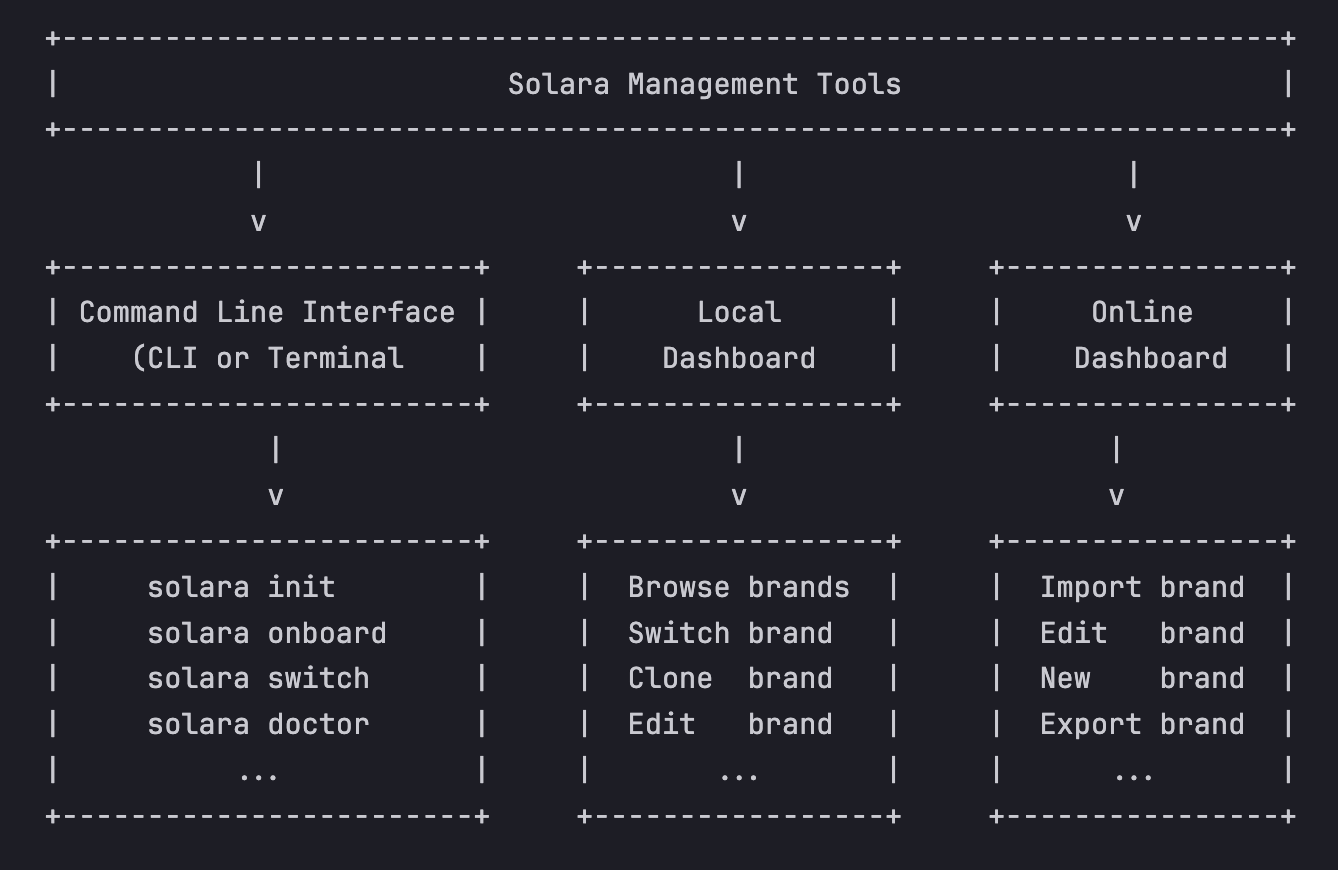 +------------------------------------------------------------------------+
|                          Solara Management Tools                       |
+------------------------------------------------------------------------+
            |                           |                      |
            v                           v                      v
+------------------------+     +-----------------+     +----------------+
| Command Line Interface |     |      Local      |     |     Online     |
|    (CLI or Terminal    |     |    Dashboard    |     |    Dashboard   |
+------------------------+     +-----------------+     +----------------+
             |                          |                     |
             v                          v                     v
+------------------------+     +-----------------+     +----------------+
|     solara init        |     |  Browse brands  |     |  Import brand  |
|     solara onboard     |     |  Switch brand   |     |  Edit   brand  |
|     solara switch      |     |  Clone  brand   |     |  New    brand  |
|     solara doctor      |     |  Edit   brand   |     |  Export brand  |
|          ...           |     |       ...       |     |      ...       |
+------------------------+     +-----------------+     +----------------+